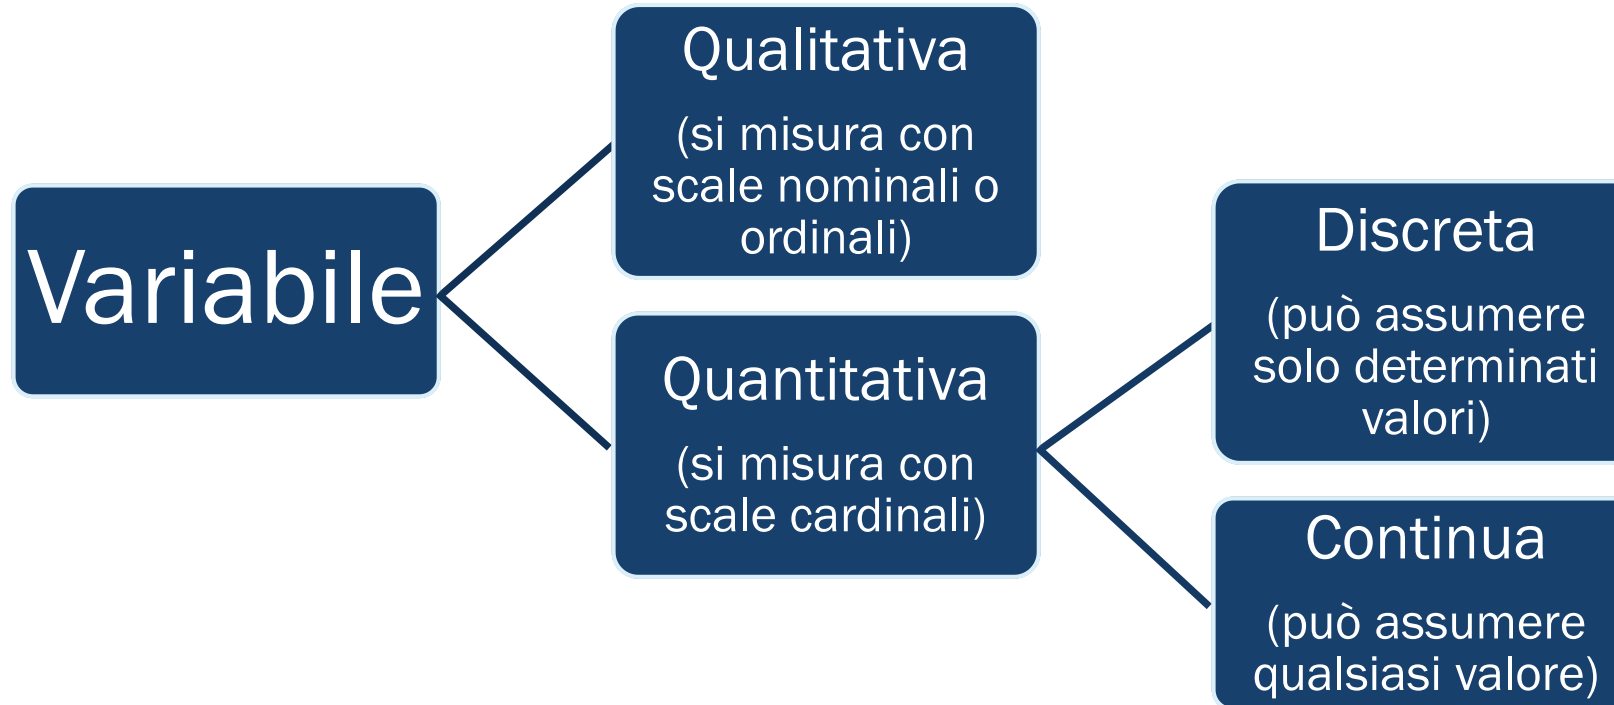 Variabile
Qualitativa
(si misura con
scale nominali o
ordinali)
Quantitativa
(si misura con
scale cardinali)
Discreta
(può assumere
solo determinati
valori)
Continua
(può assumere
qualsiasi valore)